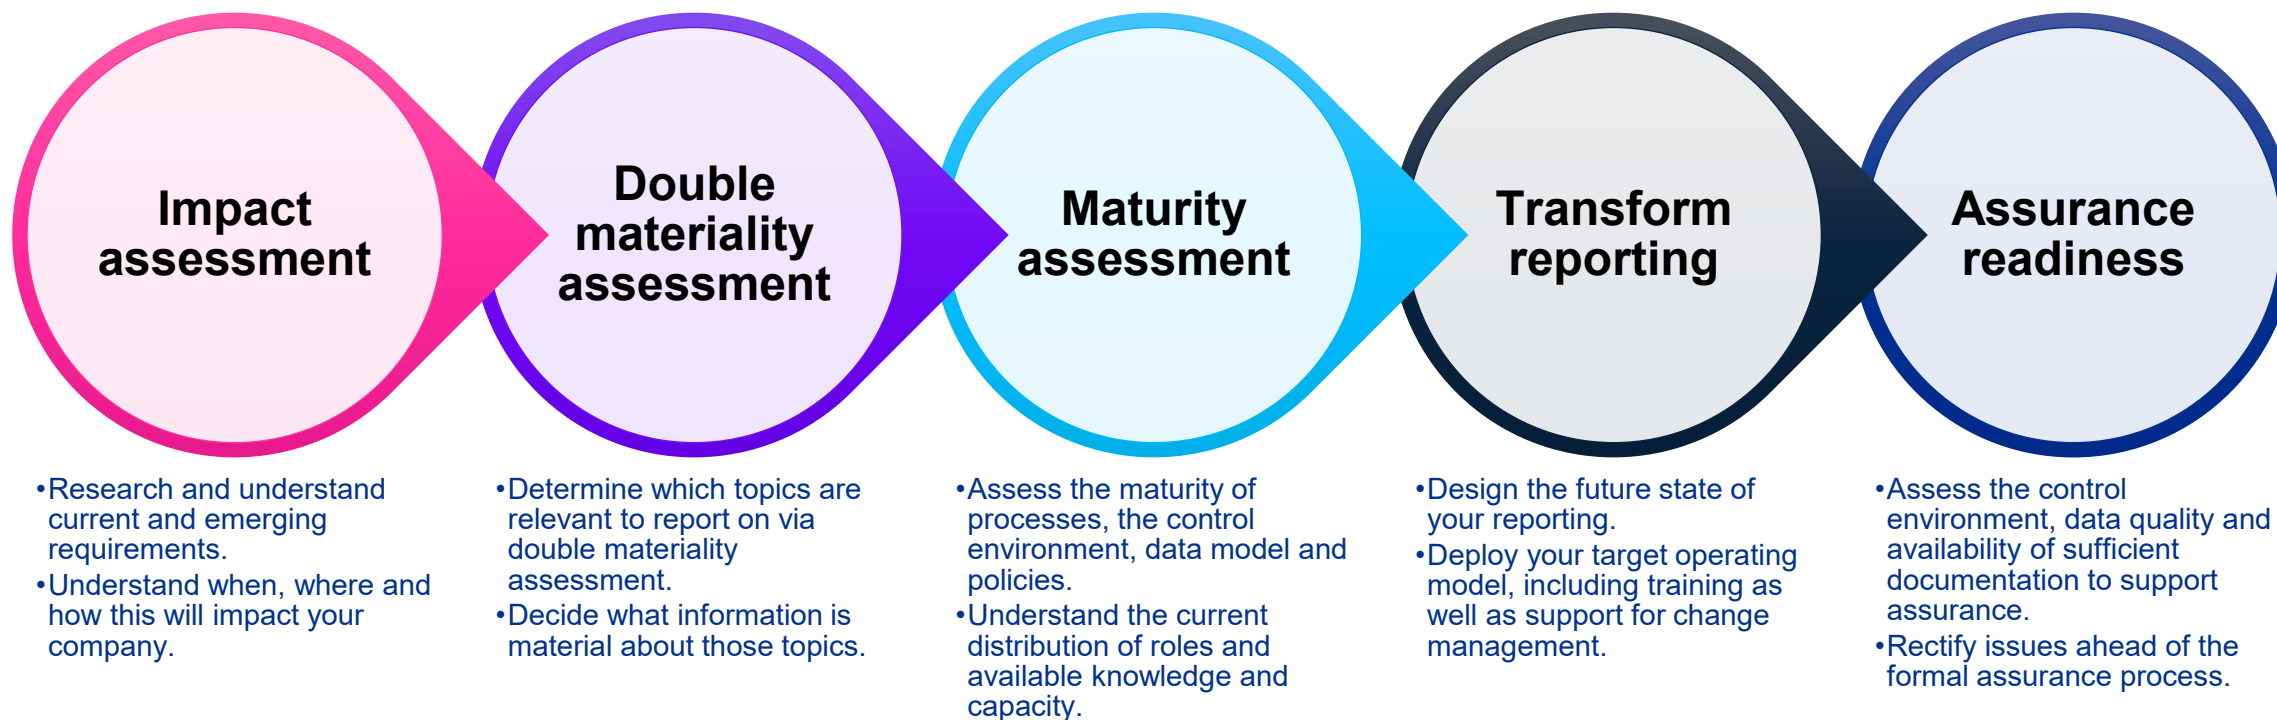 Impact
assessment
Double
materiality
assessment
Maturity
assessment
Transform
reporting
Assurance
readiness
•Research and understand
current and emerging
requirements.
•Understand when, where and
how this will impact your
company.
•Determine which topics are
relevant to report on via
double materiality
assessment.
•Decide what information is
material about those topics.
•Assess the maturity of
processes, the control
environment, data model and
policies.
•Understand the current
distribution of roles and
available knowledge and
capacity.
•Design the future state of
your reporting.
•Deploy your target operating
model, including training as
well as support for change
management.
•Assess the control
environment, data quality and
availability of sufficient
documentation to support
assurance.
•Rectify issues ahead of the
formal assurance process.